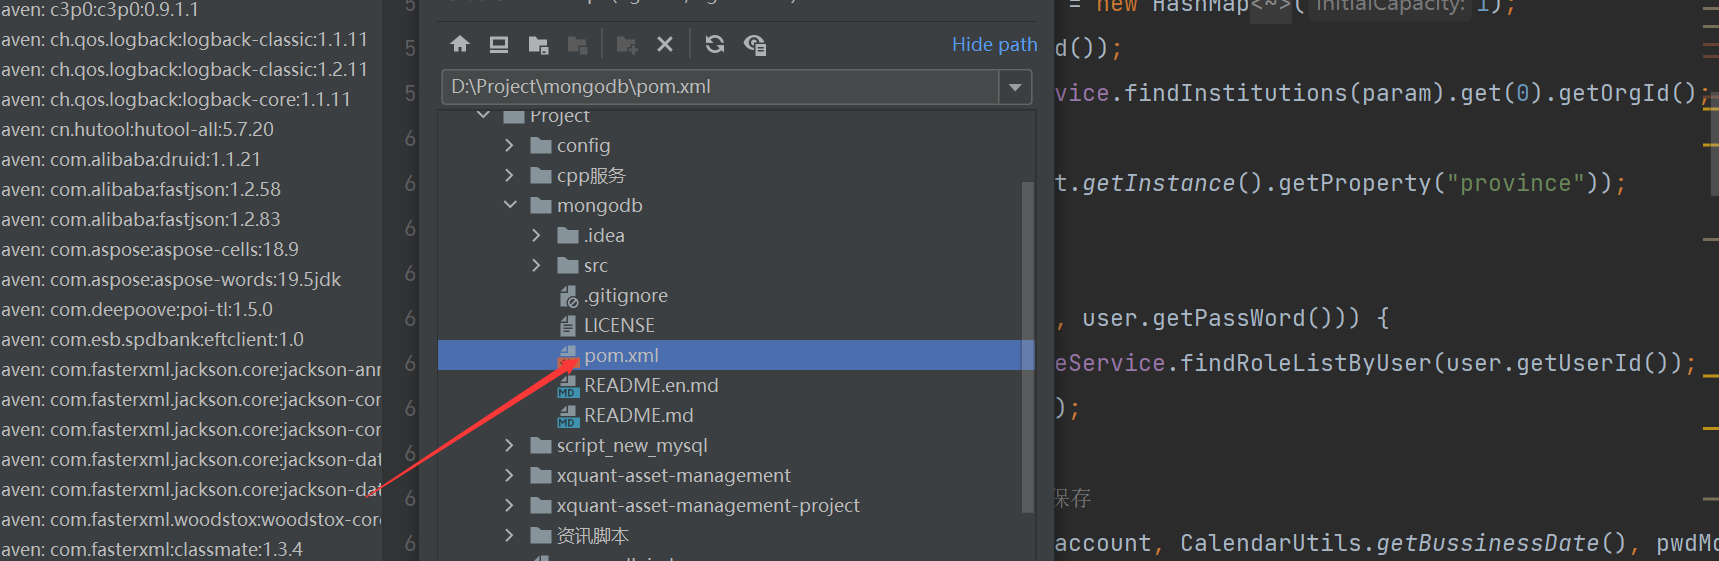 aven: c3p0:c3p0:0.9.1.1
aven: ch.qos.logback:logback-classic:1.1.11
aven: ch.qos.logback:logback-classic:1.2.11
aven: ch.qos.logback:logback-core:1.1.11
aven: cn.hutool:hutool-all:5.7.20
aven: com.alibaba:druid:1.1.21
aven: com.alibaba:fastjson:1.2.58
aven: com.alibaba:fastjson:1.2.83
aven: com.aspose:aspose-cells:18.9
aven: com.aspose:aspose-words:19.5jdk
aven: com.deepoove:poi-tl:1.5.0
aven: com.esb.spdbank:eftclient:1.0
aven: com.fasterxml.jackson.core:jackson-ann
aven: com.fasterxml.jackson.core:jackson-cor
aven: com.fasterxml.jackson.core:jackson-cor
aven: com.fasterxml.jackson.core:jackson-dat
aven: com.fasterxml.jackson.core:jackson-dat
aven: com.fasterxml.woodstox:woodstox-core
aven: com.fasterxml:classmate:1.3.4
5
5
5
6
6
6
6
6
6
6
6
6
Hide path
D:\Project\mongodb\pom.xml
Project
config
cpp服务
mongodb
.idea
src
.gitignore
LICENSE
pom.xml
MD README.en.md
MD README.md
script_new_mysql
xquant-asset-management
xquant-asset-management-project
资讯脚本
= new HashMap<~>( initialCapacity: 1);
d());
vice.findInstitutions(param).get(0).getOrgId();
t.getInstance().getProperty("province"));
, user.getPassWord())) {
eService.findRoleListByUser(user.getUserId());
);
保存
account, CalendarUtils.getBussinessDate(), pwdMo